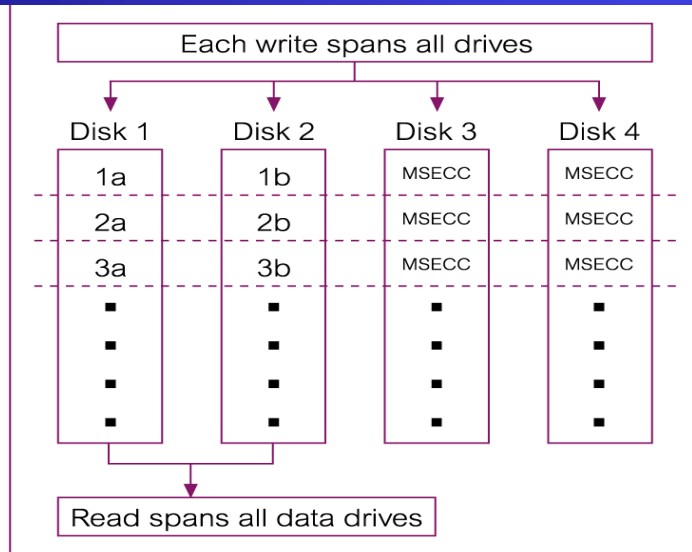 Each write spans all drives
Disk 1 Disk 2 Disk 3 Disk 4
1a 1b MSECC MSECC
2a 2b MSECC MSECC
3a 3b MSECC MSECC
Read spans all data drives